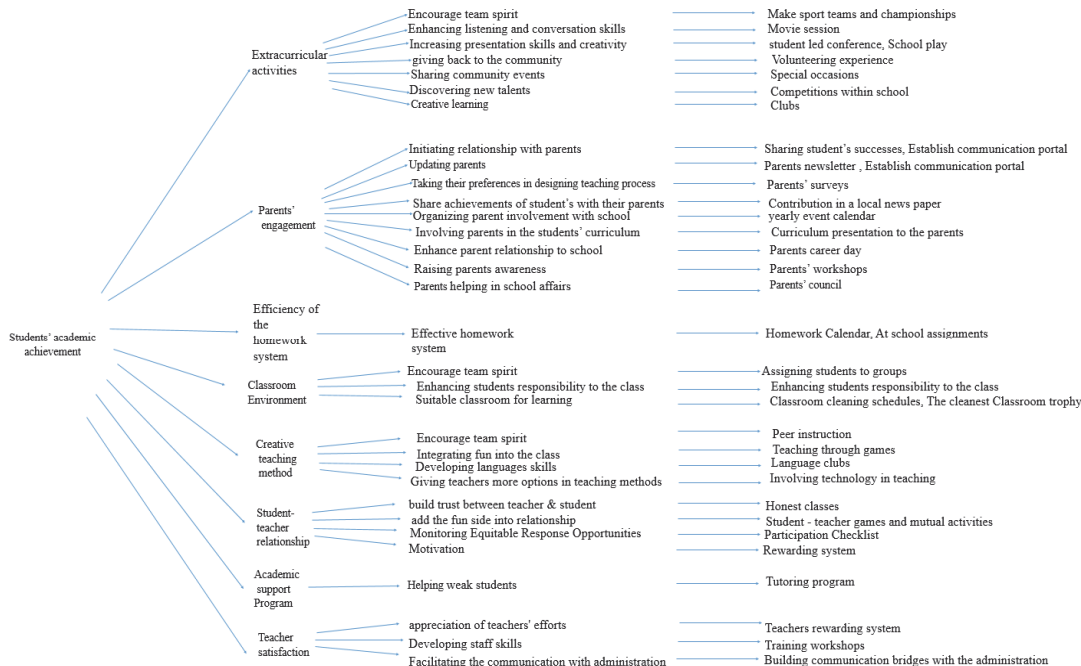 Students' academic
achievement
Extracurricular
activities
Encourage team spirit
Make sport teams and championships
Enhancing listening and conversation skills
Movie session
Increasing presentation skills and creativity
student led conference, School play
giving back to the community
Volunteering experience
Sharing community events
Special occasions
Discovering new talents
Competitions within school
Creative learning
Clubs
Parents'
engagement
Initiating relationship with parents
Sharing student's successes, Establish communication portal
Updating parents
Parents newsletter , Establish communication portal
Taking their preferences in designing teaching process
Parents' surveys
Share achievements of student's with their parents
Contribution in a local news paper
Organizing parent involvement with school
yearly event calendar
Involving parents in the students' curriculum
Curriculum presentation to the parents
Enhance parent relationship to school
Parents career day
Raising parents awareness
Parents' workshops
Parents helping in school affairs
Parents' council
Efficiency of
the
homework
system
Effective homework
system
Homework Calendar, At school assignments
Classroom
Environment
Encourage team spirit
Assigning students to groups
Enhancing students responsibility to the class
Enhancing students responsibility to the class
Suitable classroom for learning
Classroom cleaning schedules, The cleanest Classroom trophy
Creative
teaching
method
Encourage team spirit
Peer instruction
Integrating fun into the class
Teaching through games
Developing languages skills
Language clubs
Giving teachers more options in teaching methods
Involving technology in teaching
Student-
teacher
relationship
build trust between teacher & student
Honest classes
add the fun side into relationship
Student - teacher games and mutual activities
Monitoring Equitable Response Opportunities
Participation Checklist
Motivation
Rewarding system
Academic
support
Program
Helping weak students
Tutoring program
Teacher
satisfaction
appreciation of teachers' efforts
Teachers rewarding system
Developing staff skills
Training workshops
Facilitating the communication with administration
Building communication bridges with the administration